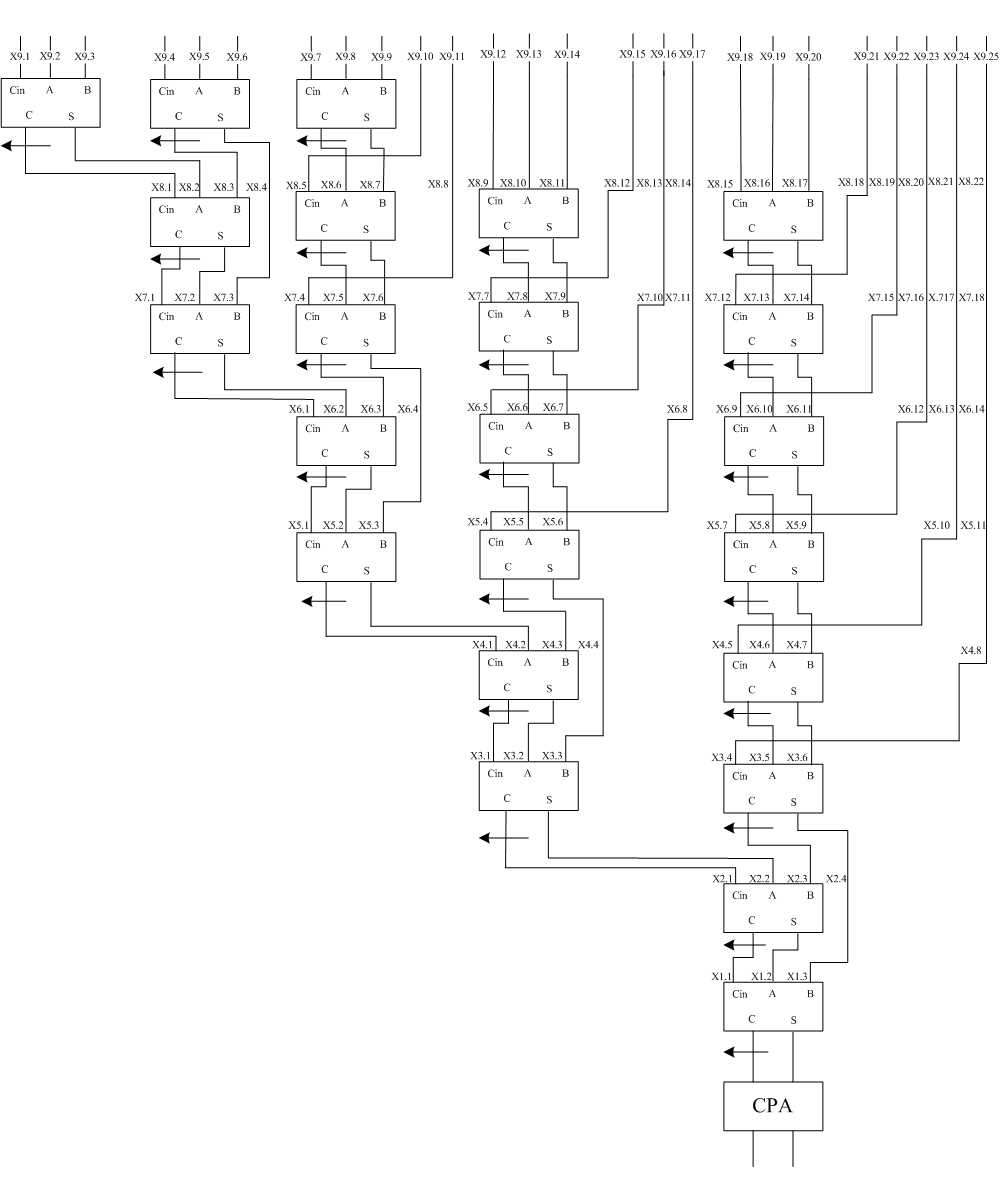 X9.1 X9.2 X9.3 X9.4 X9.5 X9.6 X9.7 X9.8 X9.9 X9.10 X9.11 X9.12 X9.13 X9.14 X9.15 X9.16 X9.17 X9.18 X9.19 X9.20 X9.21 X9.22 X9.23 X9.24 X9.25
Cin A B Cin A B Cin A B
C S C S C S
X8.1 X8.2 X8.3 X8.4 X8.5 X8.6 X8.7 X8.8 X8.9 X8.10 X8.11 X8.12 X8.13 X8.14 X8.15 X8.16 X8.17 X8.18 X8.19 X8.20 X8.21 X8.22
Cin A B Cin A B Cin A B Cin A B
C S C S C S C S
X7.1 X7.2 X7.3 X7.4 X7.5 X7.6 X7.7 X7.8 X7.9 X7.10 X7.11 X7.12 X7.13 X7.14 X7.15 X7.16 X.717 X7.18
Cin A B Cin A B Cin A B Cin A B
C S C S C S C S
X6.1 X6.2 X6.3 X6.4 X6.5 X6.6 X6.7 X6.8 X6.9 X6.10 X6.11 X6.12 X6.13 X6.14
Cin A B Cin A B Cin A B
C S C S C S
X5.1 X5.2 X5.3 X5.4 X5.5 X5.6 X5.7 X5.8 X5.9 X5.10 X5.11
Cin A B Cin A B Cin A B
C S C S C S
X4.1 X4.2 X4.3 X4.4 X4.5 X4.6 X4.7 X4.8
Cin A B Cin A B
C S C S
X3.1 X3.2 X3.3 X3.4 X3.5 X3.6
Cin A B Cin A B
C S C S
X2.1 X2.2 X2.3 X2.4
Cin A B
C S
X1.1 X1.2 X1.3
Cin A B
C S
CPA